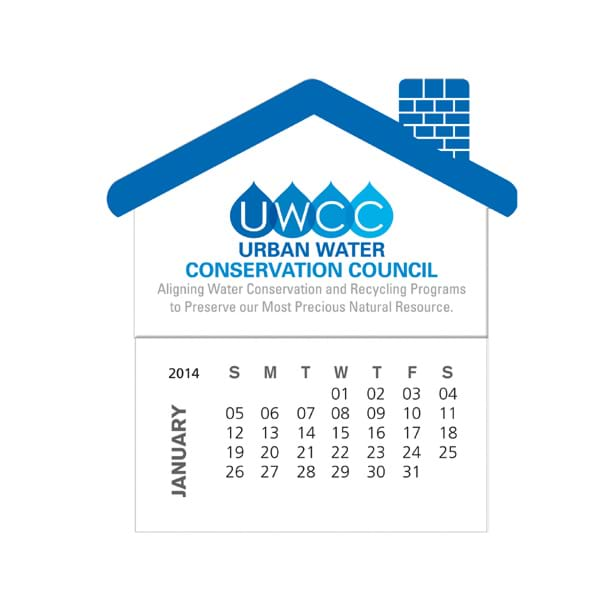 UWCC
URBAN WATER
CONSERVATION COUNCIL
Aligning Water Conservation and Recycling Programs
to Preserve our Most Precious Natural Resource.
2014 S M T W T F S
01 02 03 04
05 06 07 08 09 10 11
12 13 14 15 16 17 18
19 20 21 22 23 24 25
26 27 28 29 30 31
JANUARY